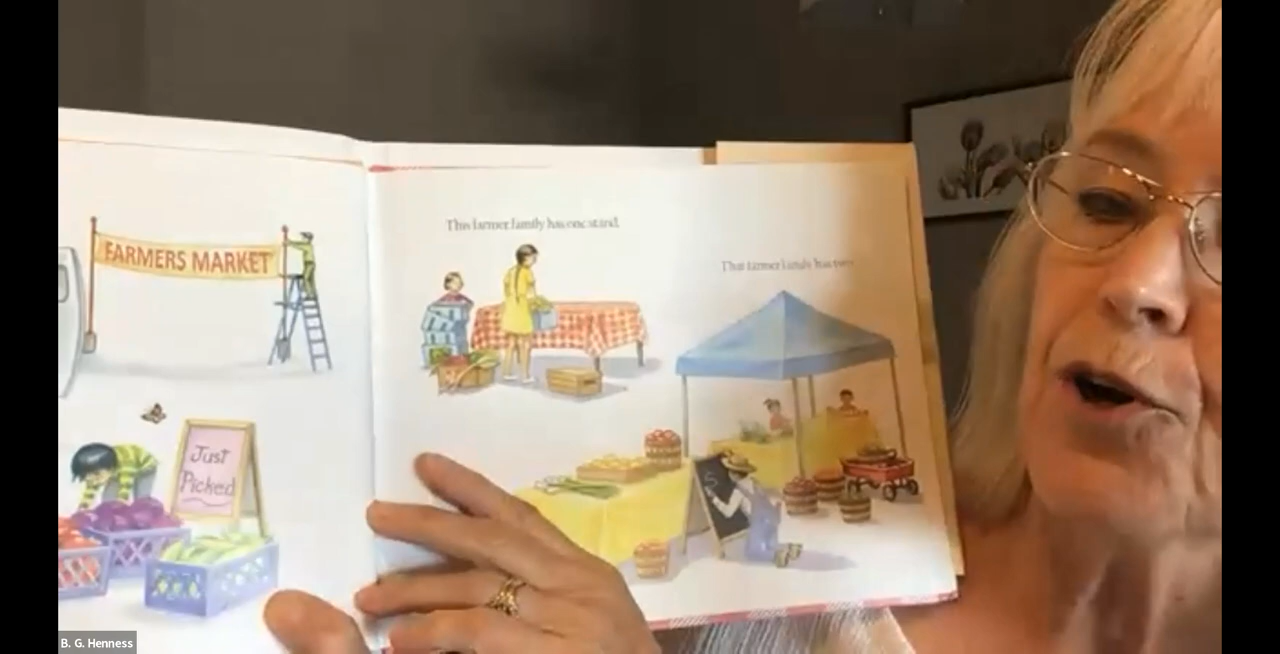 FARMERS MARKET
Just
Picked
This farmer family has one stand.
That farmer family has two.
S
B. G. Henness